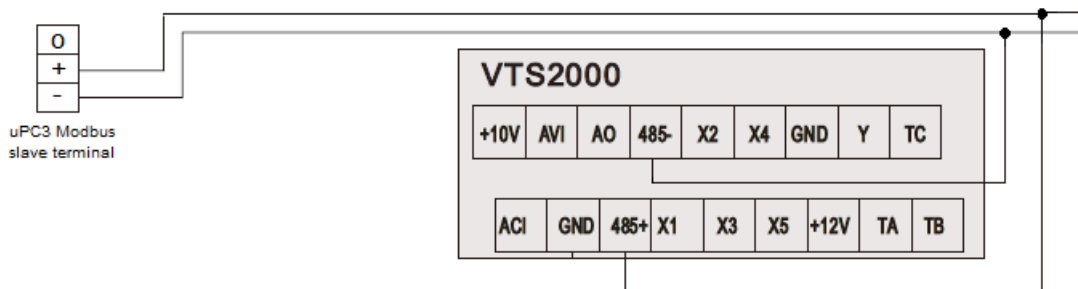 O
+
-
uPC3 Modbus
slave terminal
VTS2000
+10V AVI AO 485- X2 X4 GND Y TC
ACI GND 485+ X1 X3 X5 +12V TA TB